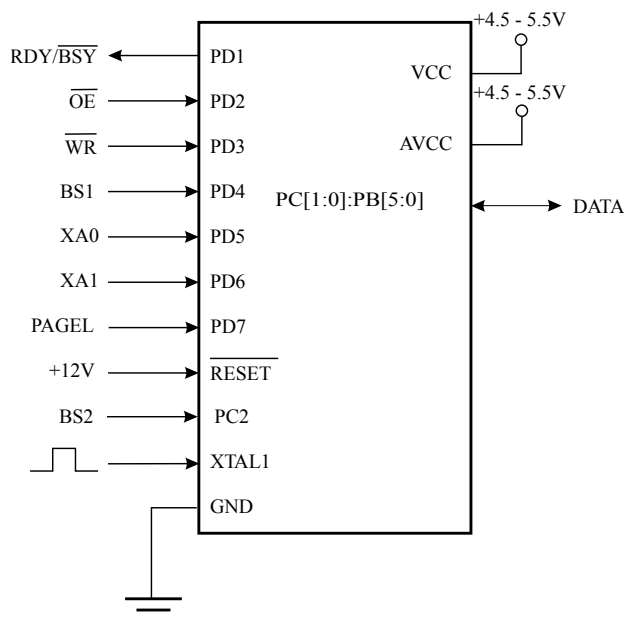 +4.5 - 5.5V
RDY/BSY
PD1
VCC
OE
PD2
+4.5 - 5.5V
WR
PD3
AVCC
BS1
PD4
PC[1:0]:PB[5:0]
DATA
XA0
PD5
XA1
PD6
PAGEL
PD7
+12V
RESET
BS2
PC2
XTAL1
GND